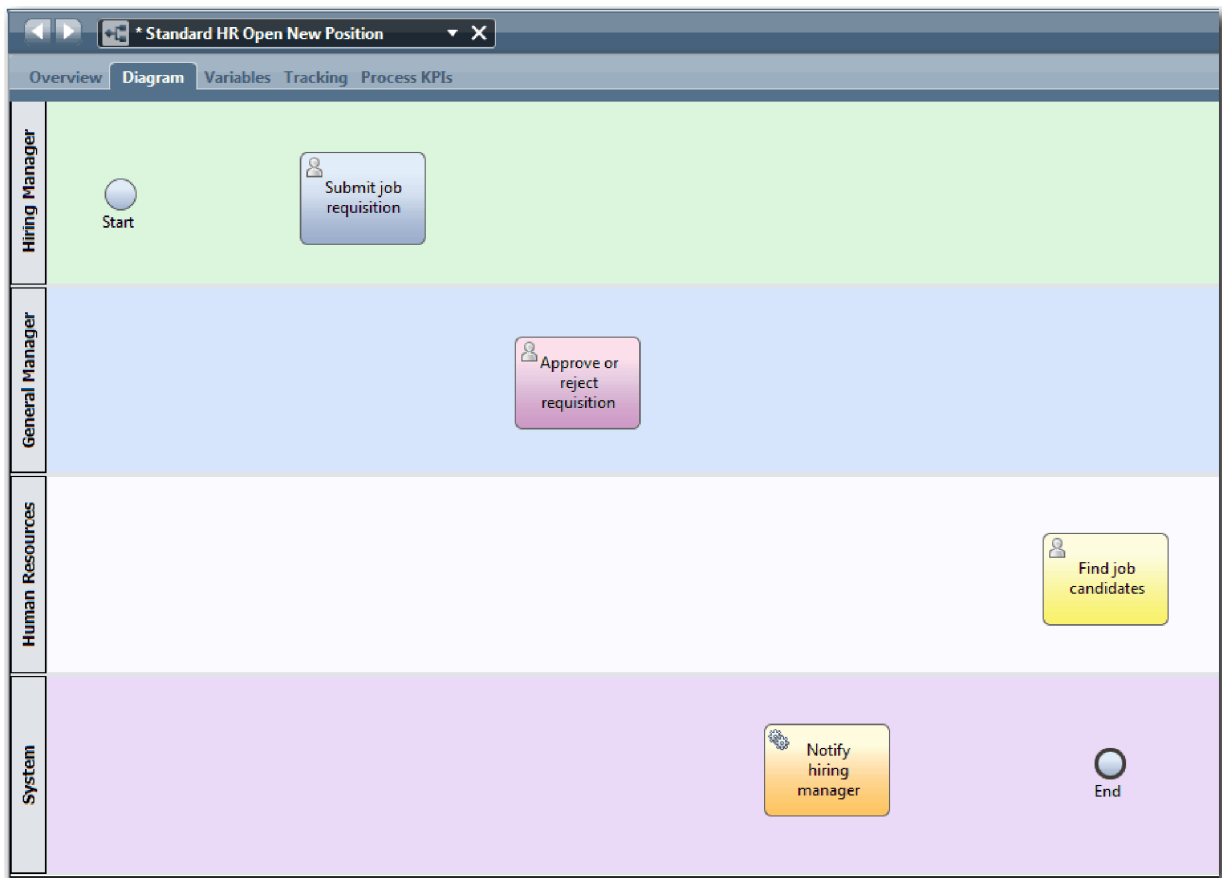 * Standard HR Open New Position
Overview Diagram Variables Tracking Process KPIs
Hiring Manager
Start
Submit job
requisition
General Manager
Approve or
reject
requisition
Human Resources
Find job
candidates
System
Notify
hiring
manager
End